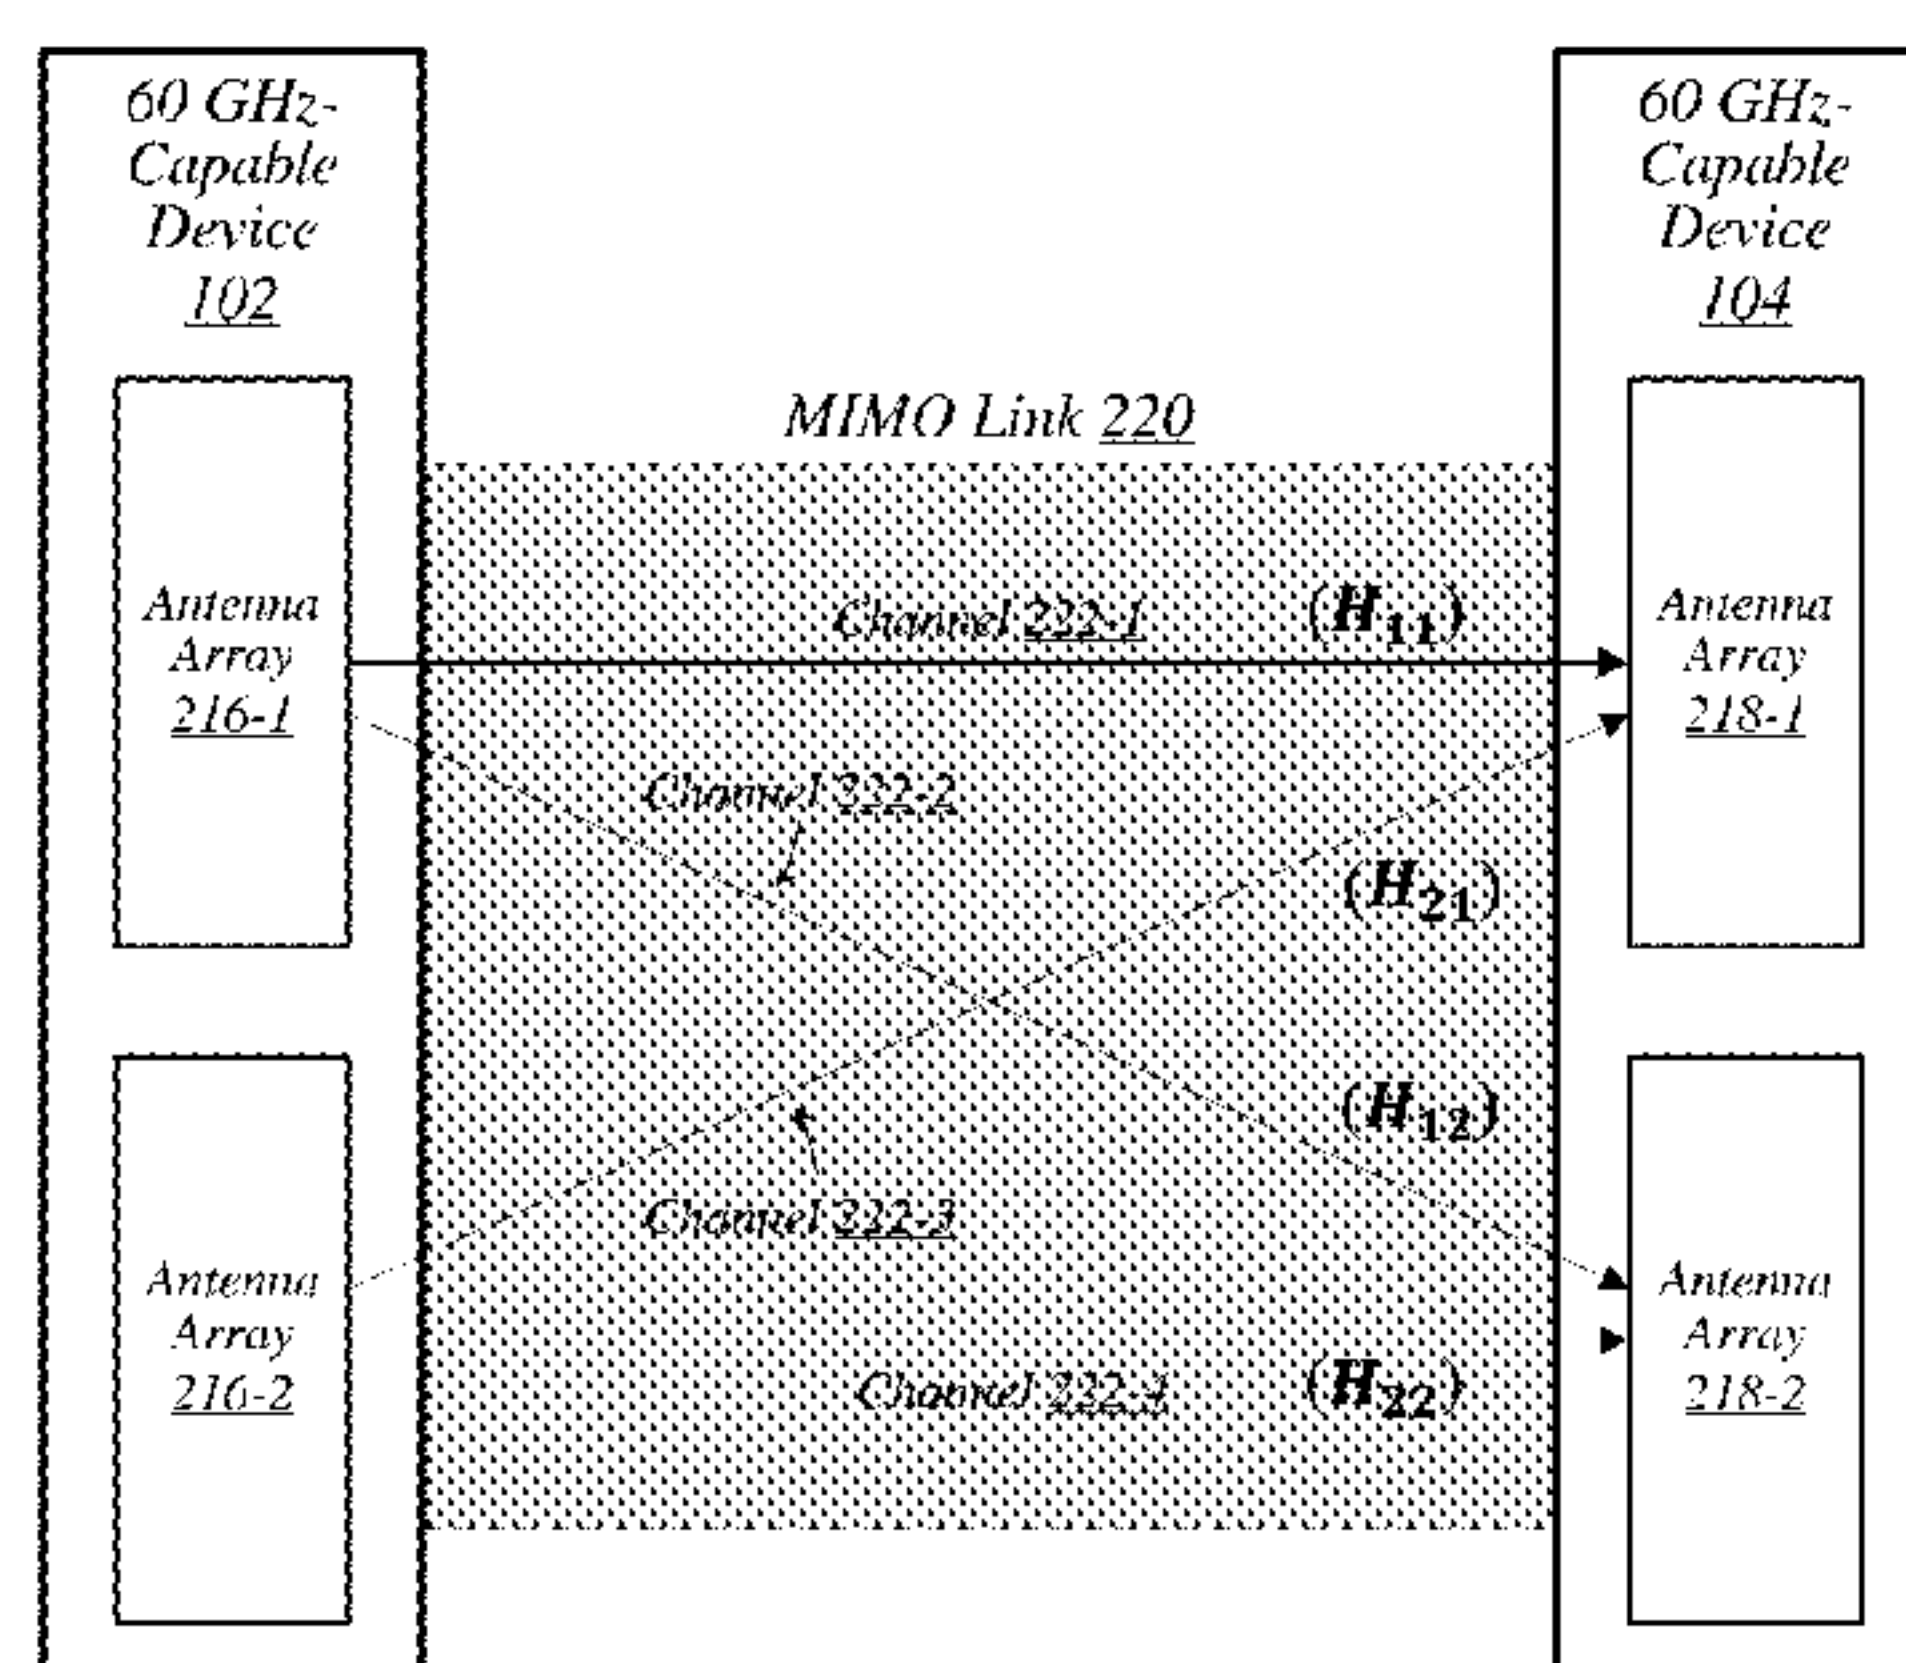 60 GHz-
Capable
Device
102
60 GHz-
Capable
Device
104
MIMO Link 220
Antenna
Array
216-1
Channel 222-1 (H11)
Antenna
Array
218-1
Channel 222-2
(H21)
(H12)
Channel 222-3
Antenna
Array
216-2
Channel 222-4 (H22)
Antenna
Array
218-2